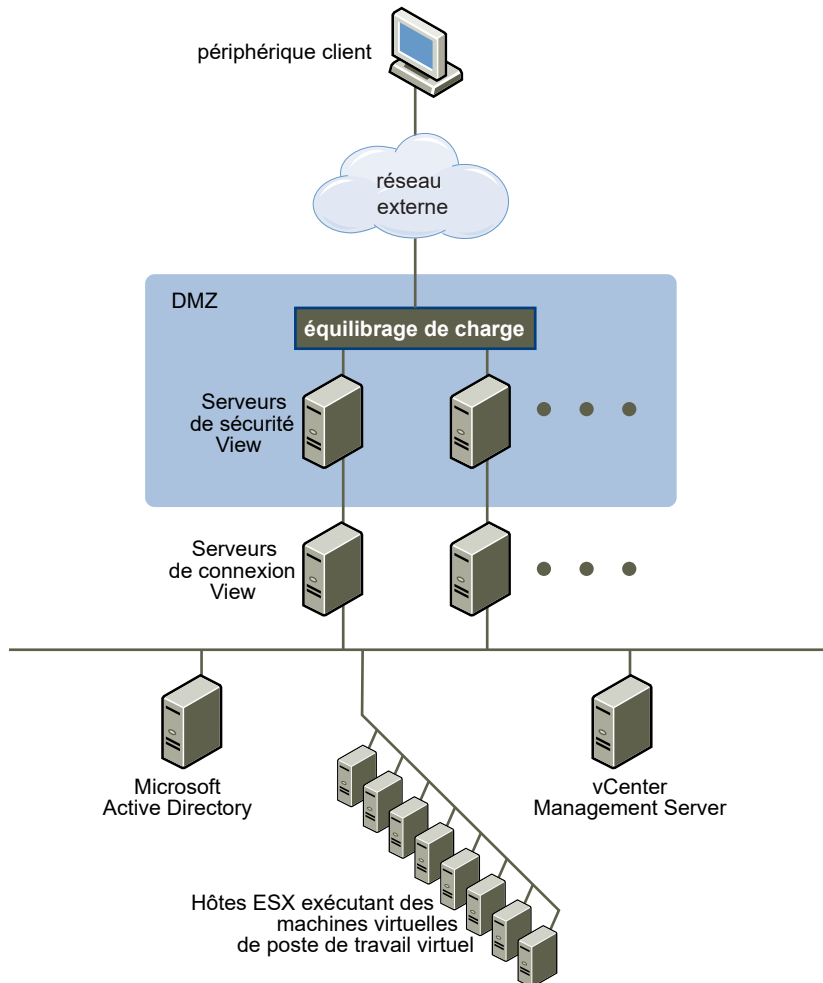 périphérique client
réseau
externe
DMZ
équilibrage de charge
Serveurs
de sécurité
View
Serveurs
de connexion
View
Microsoft
Active Directory
vCenter
Management Server
Hôtes ESX exécutant des
machines virtuelles
de poste de travail virtuel